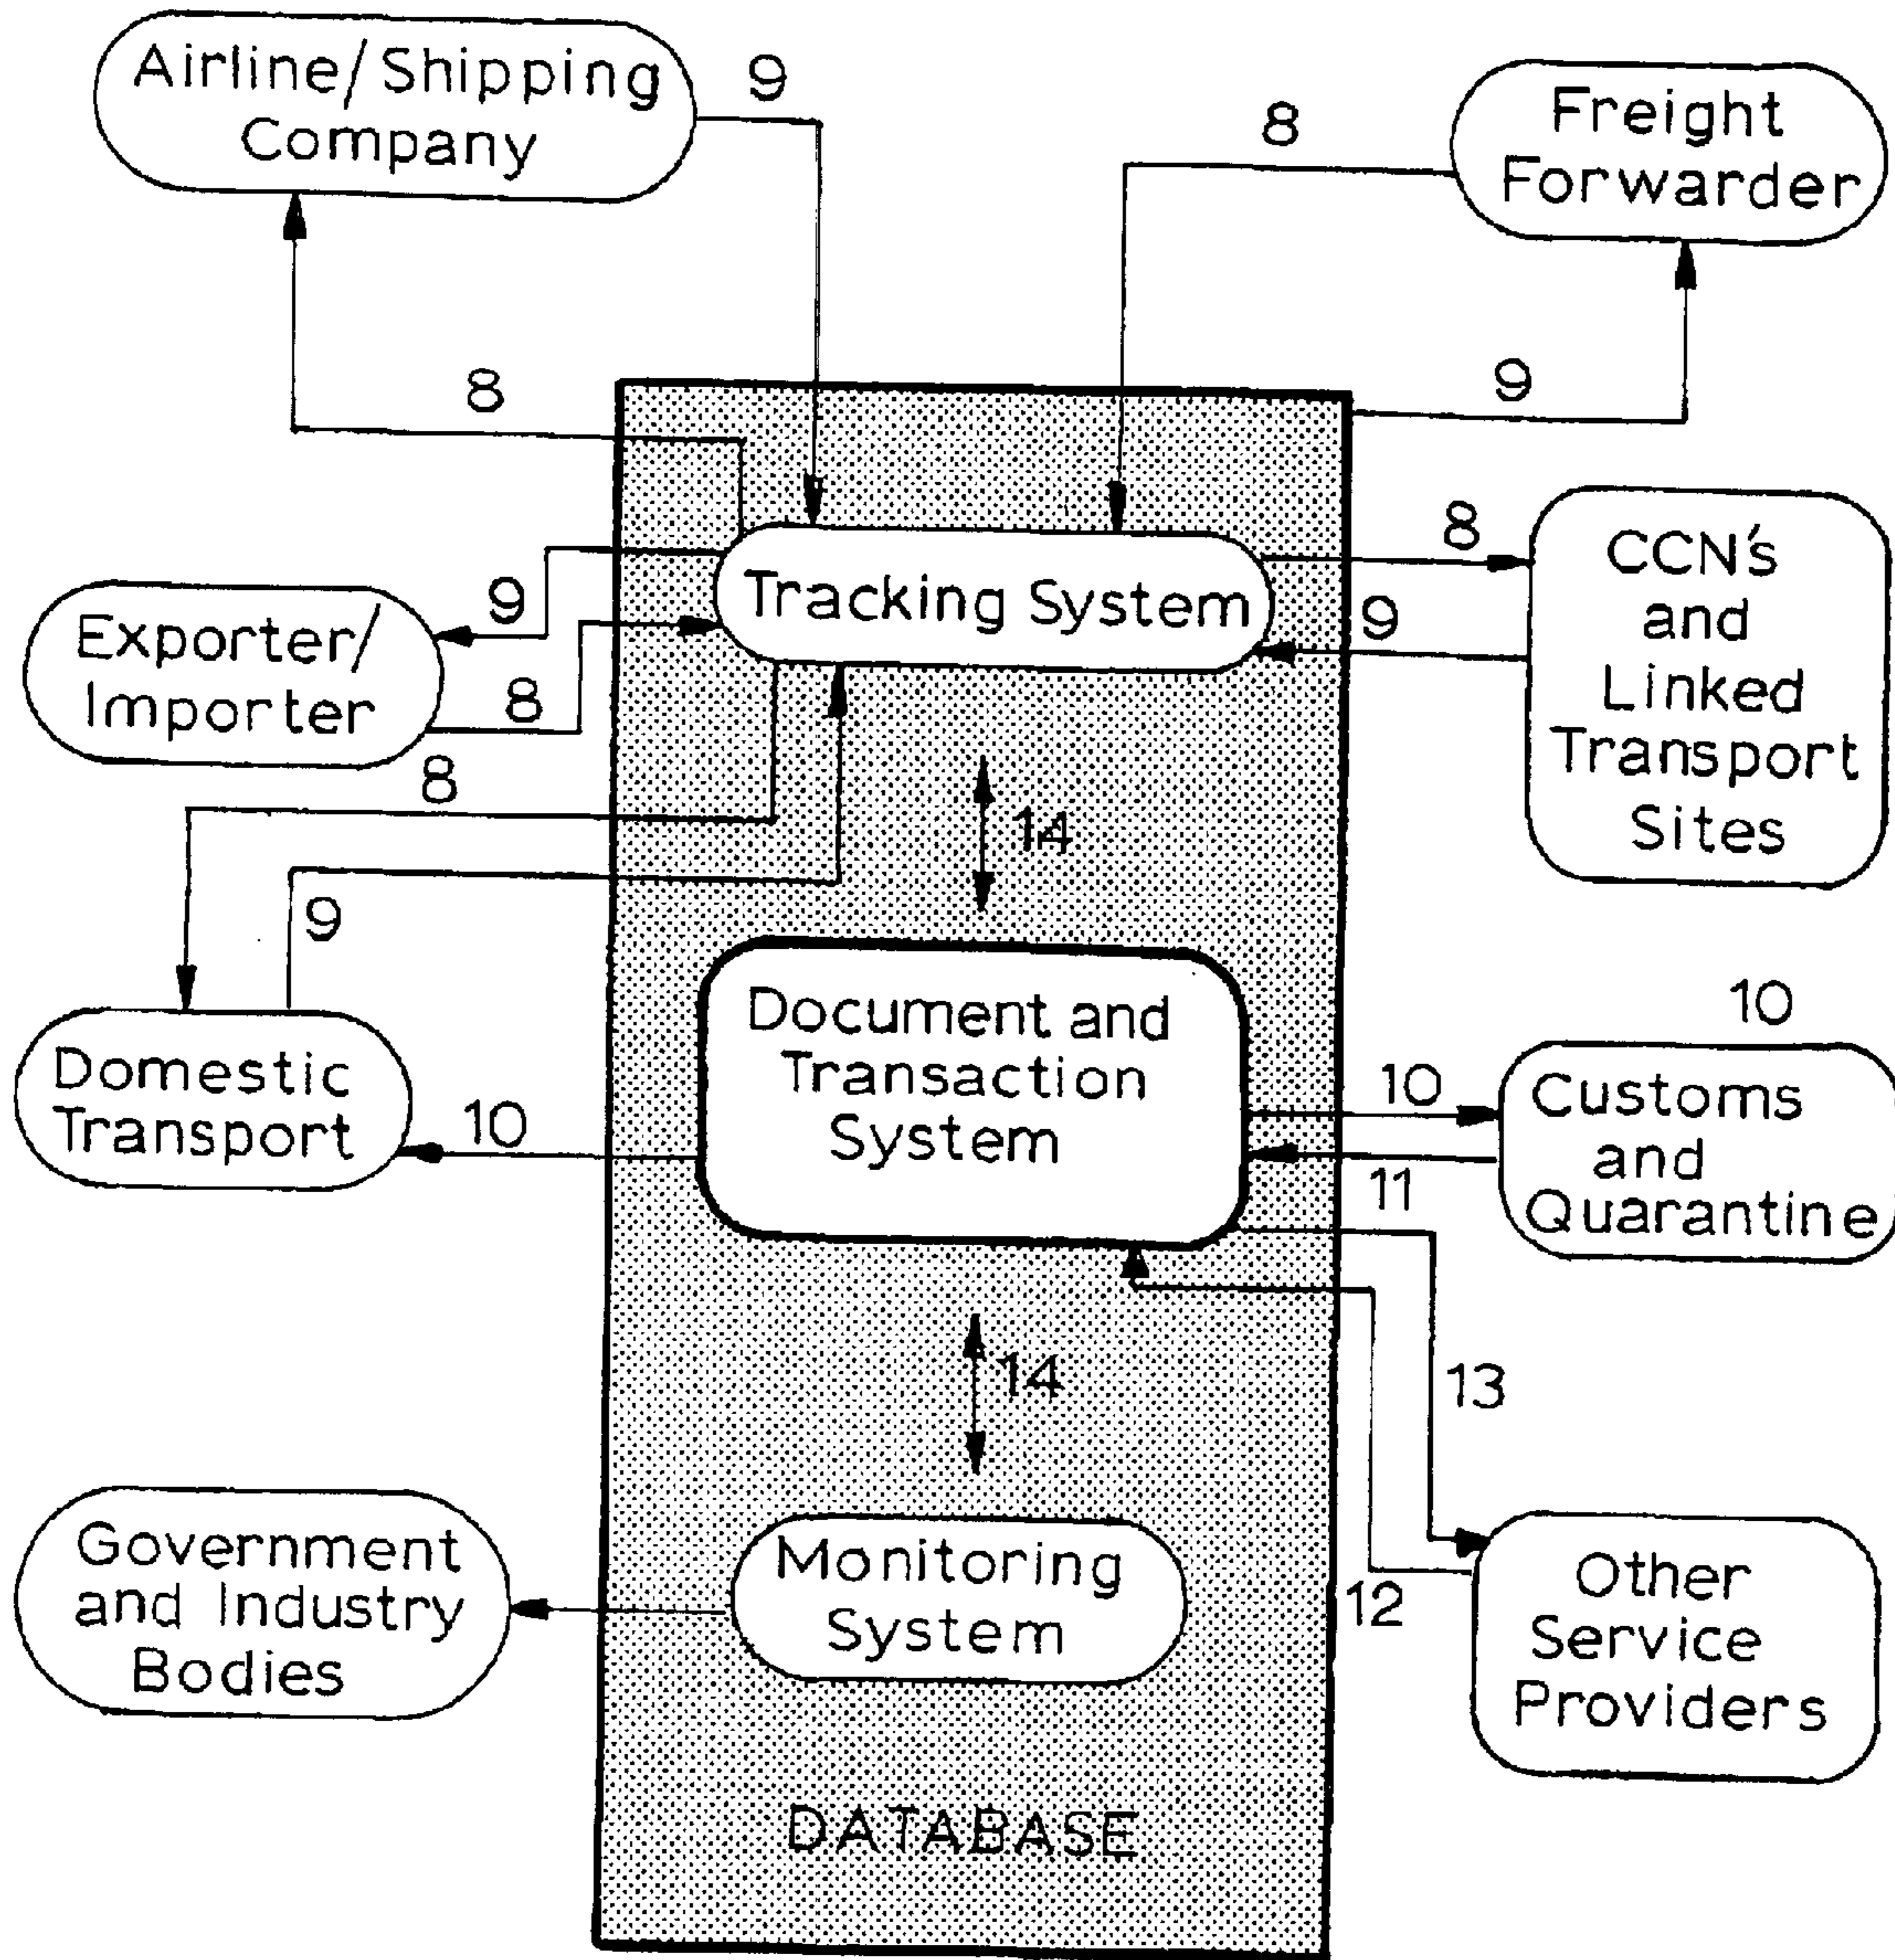 Airline/Shipping
Company
9
8
Freight
Forwarder
8
9
Tracking System
8
9
CCN's
and
Linked
Transport
Sites
Exporter/
Importer
9
8
8
9
14
Domestic
Transport
10
Document and
Transaction
System
10
10
11
Customs
and
Quarantine
14
13
12
Government
and Industry
Bodies
Monitoring
System
Other
Service
Providers
DATABASE